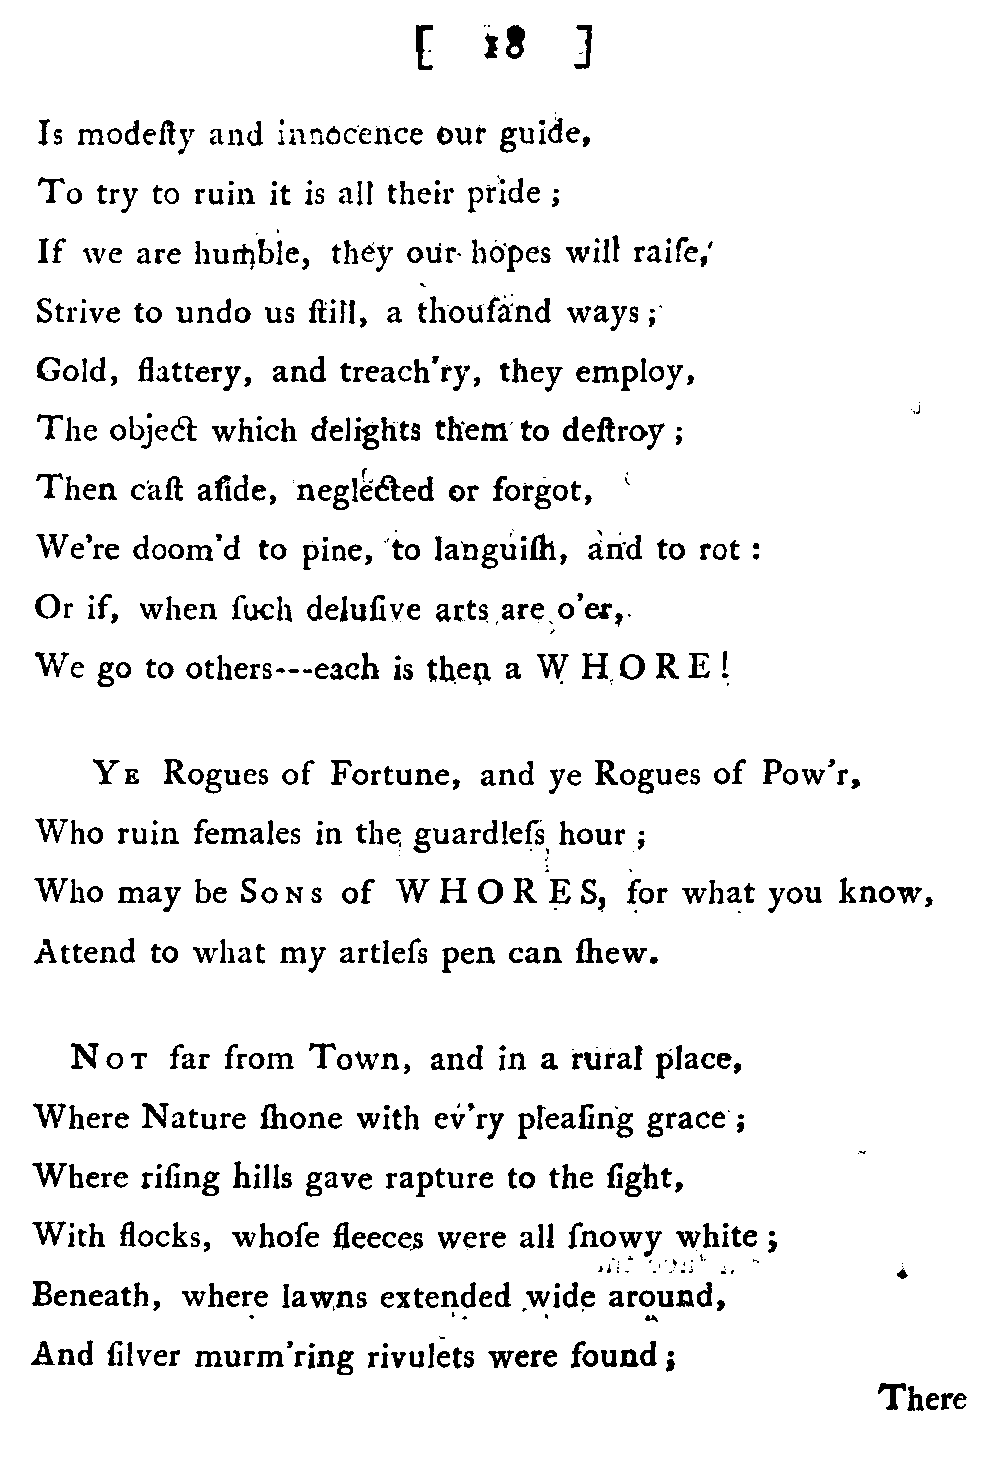 [ 18 ]
Is modeſty and innocence our guide,
To try to ruin it is all their pride ;
If we are humble, they our hopes will raiſe,
Strive to undo us ſtill, a thouſand ways ;
Gold, flattery, and treach'ry, they employ,
The object which delights them to deſtroy ;
Then caſt aſide, neglected or forgot,
We're doom'd to pine, to languiſh, and to rot :
Or if, when ſuch deluſive arts are o'er,
We go to others---each is then a WHORE !
YE Rogues of Fortune, and ye Rogues of Pow'r,
Who ruin females in the guardleſs hour ;
Who may be SONS of WHORES, for what you know,
Attend to what my artleſs pen can ſhew.
NOT far from Town, and in a rural place,
Where Nature ſhone with ev'ry pleaſing grace ;
Where riſing hills gave rapture to the ſight,
With flocks, whoſe fleeces were all ſnowy white ;
Beneath, where lawns extended wide around,
And ſilver murm'ring rivulets were found ;
There